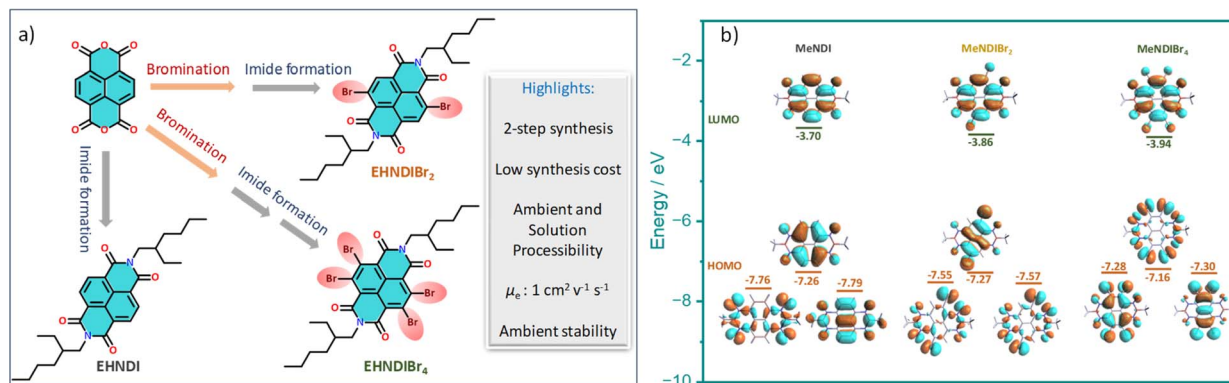 a)
Bromination
Imide formation
Bromination
Imide formation
Imide formation
O O O
O O O
Br
Br
O N O
O N O
EHNDIBr2
O N O
O N O
EHNDI
Br
Br
Br
Br
O N O
O N O
EHNDIBr4
Highlights:
2-step synthesis
Low synthesis cost
Ambient and
Solution
Processibility
μe : 1 cm² v⁻¹ s⁻¹
Ambient stability
b)
Energy / eV
−2
−4
−6
−8
−10
MeNDI
MeNDIBr2
MeNDIBr4
LUMO
-3.70
-3.86
-3.94
HOMO
-7.76
-7.26
-7.79
-7.55
-7.27
-7.57
-7.28
-7.16
-7.30